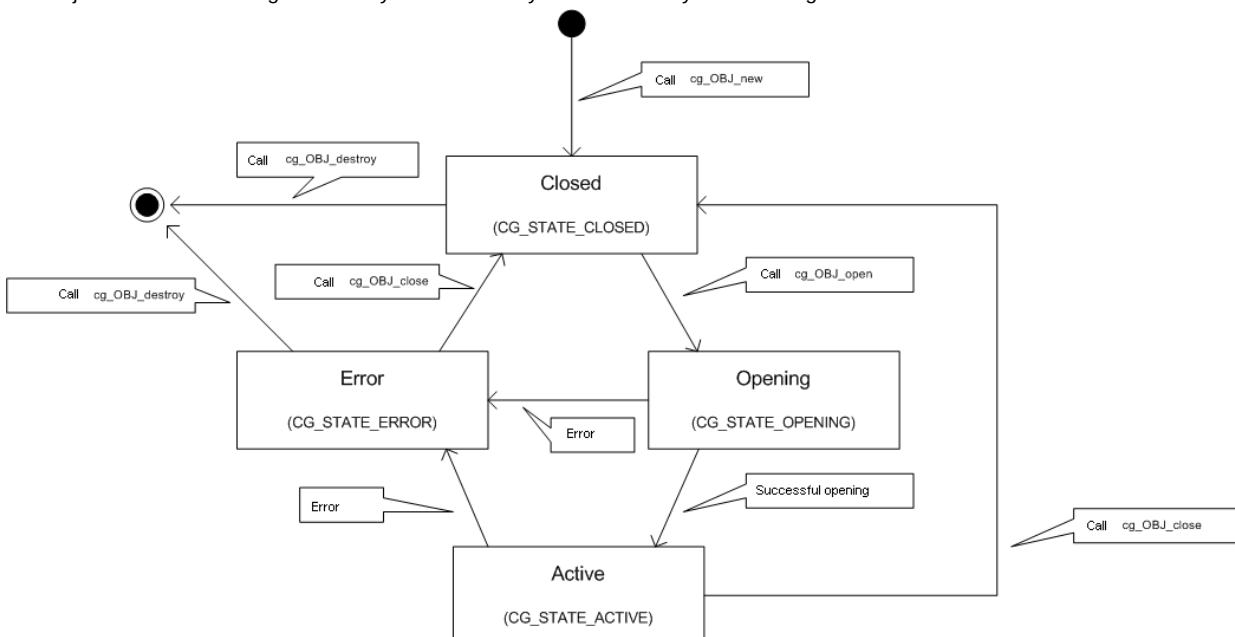 Call cg_OBJ_new
Call cg_OBJ_destroy
Closed
(CG_STATE_CLOSED)
Call cg_OBJ_destroy
Call cg_OBJ_close
Call cg_OBJ_open
Error
(CG_STATE_ERROR)
Opening
(CG_STATE_OPENING)
Error
Error
Successful opening
Call cg_OBJ_close
Active
(CG_STATE_ACTIVE)